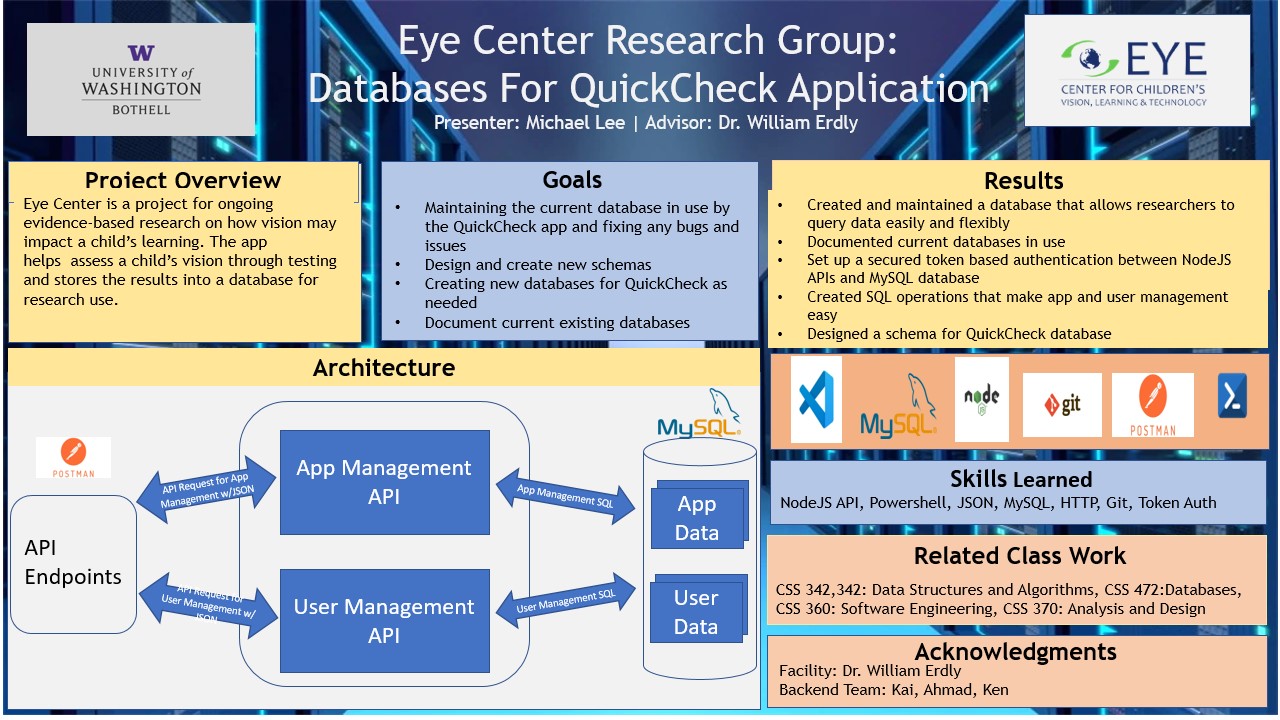 W
UNIVERSITY of
WASHINGTON
BOTHELL
Eye Center Research Group:
Databases For QuickCheck Application
Presenter: Michael Lee | Advisor: Dr. William Erdly
EYE
CENTER FOR CHILDREN'S
VISION, LEARNING & TECHNOLOGY
Project Overview
Eye Center is a project for ongoing
evidence-based research on how vision may
impact a child's learning. The app
helps  assess a child's vision through testing
and stores the results into a database for
research use.
Goals
• Maintaining the current database in use by
the QuickCheck app and fixing any bugs and
issues
• Design and create new schemas
• Creating new databases for QuickCheck as
needed
• Document current existing databases
Results
• Created and maintained a database that allows researchers to
query data easily and flexibly
• Documented current databases in use
• Set up a secured token based authentication between NodeJS
APIs and MySQL database
• Created SQL operations that make app and user management
easy
• Designed a schema for QuickCheck database
Architecture
POSTMAN
API
Endpoints
API Request for App
Management w/JSON
API Request for
User Management w/
JSON
App Management
API
User Management
API
App Management SQL
User Management SQL
MySQL®
App
Data
User
Data
MySQL®
node
JS
git
POSTMAN
Skills Learned
NodeJS API, Powershell, JSON, MySQL, HTTP, Git, Token Auth
Related Class Work
CSS 342,342: Data Structures and Algorithms, CSS 472:Databases,
CSS 360: Software Engineering, CSS 370: Analysis and Design
Acknowledgments
Facility: Dr. William Erdly
Backend Team: Kai, Ahmad, Ken